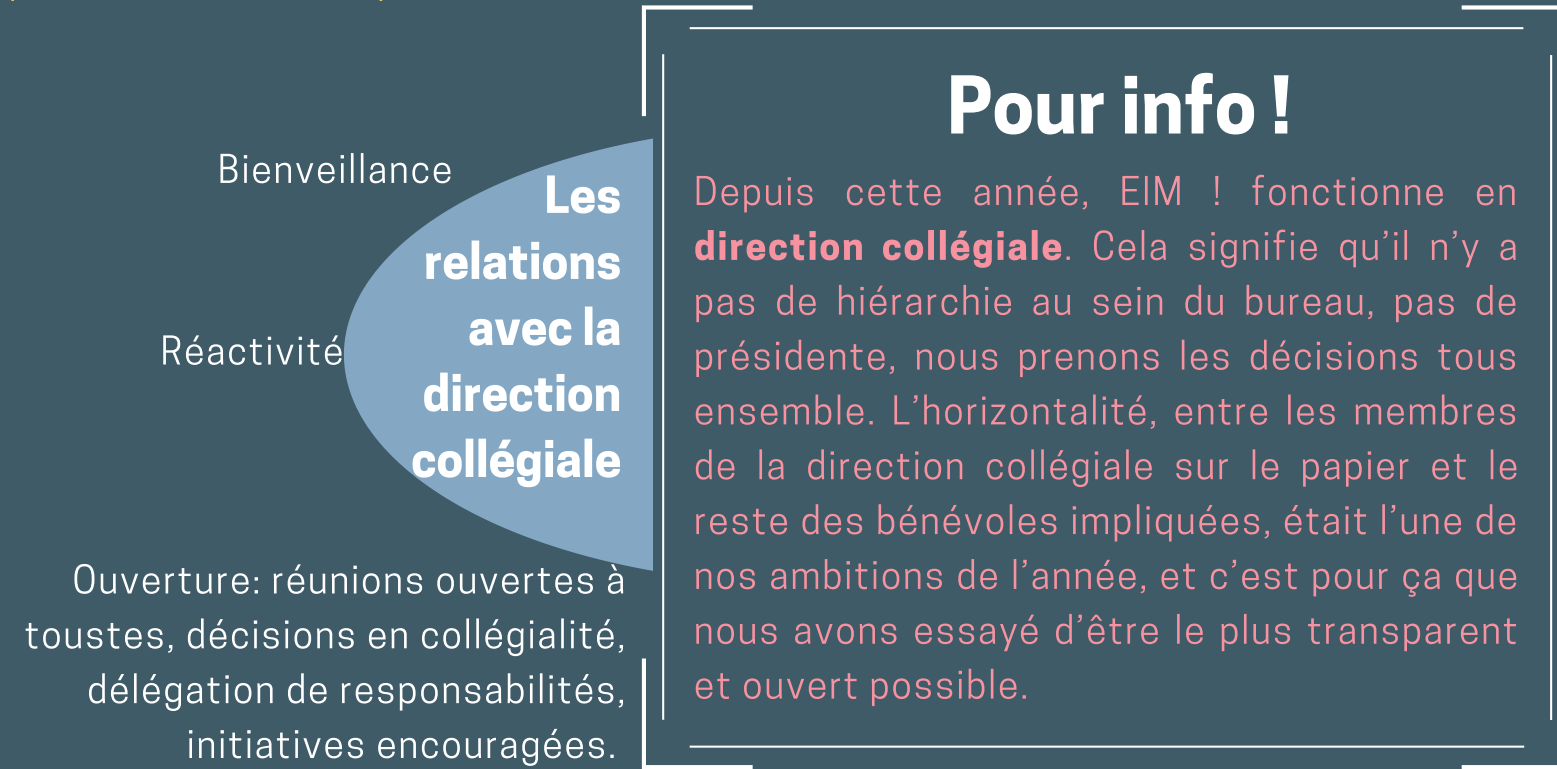 Bienveillance
Les
relations
avec la
direction
collégiale
Réactivité
Ouverture: réunions ouvertes à
toustes, décisions en collégialité,
délégation de responsabilités,
initiatives encouragées.
Pour info !
Depuis cette année, EIM ! fonctionne en
direction collégiale. Cela signifie qu’il n’y a
pas de hiérarchie au sein du bureau, pas de
présidente, nous prenons les décisions tous
ensemble. L’horizontalité, entre les membres
de la direction collégiale sur le papier et le
reste des bénévoles impliquées, était l’une de
nos ambitions de l’année, et c’est pour ça que
nous avons essayé d’être le plus transparent
et ouvert possible.